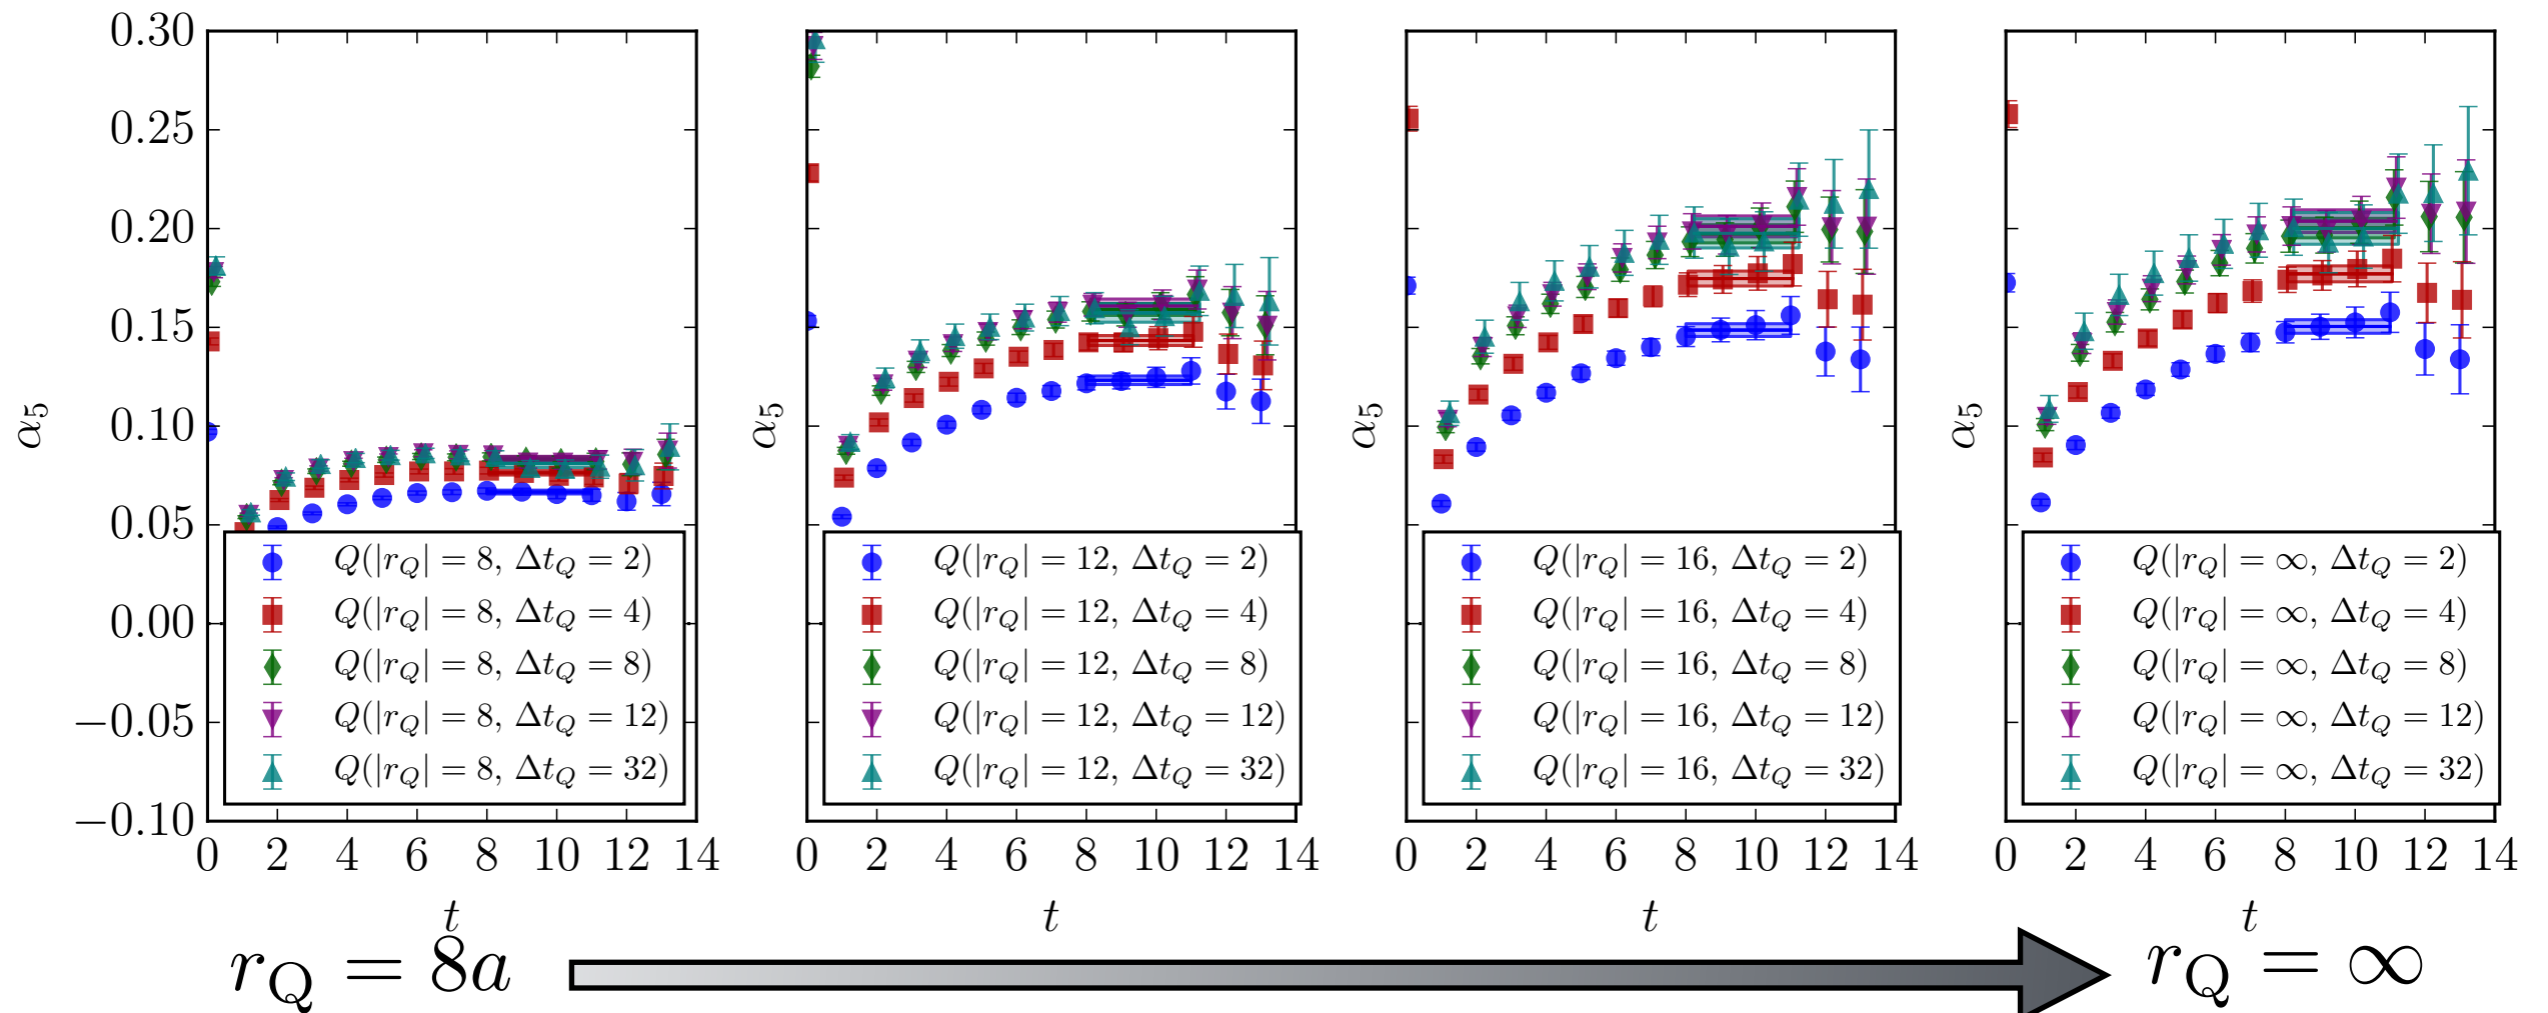 0.30
0.25
0.20
0.15
0.10
0.05
0.00
−0.05
−0.10
α5
0 2 4 6 8 10 12 14
t
Q(|rQ| = 8, ΔtQ = 2)
Q(|rQ| = 8, ΔtQ = 4)
Q(|rQ| = 8, ΔtQ = 8)
Q(|rQ| = 8, ΔtQ = 12)
Q(|rQ| = 8, ΔtQ = 32)
α5
0 2 4 6 8 10 12 14
t
Q(|rQ| = 12, ΔtQ = 2)
Q(|rQ| = 12, ΔtQ = 4)
Q(|rQ| = 12, ΔtQ = 8)
Q(|rQ| = 12, ΔtQ = 12)
Q(|rQ| = 12, ΔtQ = 32)
α5
0 2 4 6 8 10 12 14
t
Q(|rQ| = 16, ΔtQ = 2)
Q(|rQ| = 16, ΔtQ = 4)
Q(|rQ| = 16, ΔtQ = 8)
Q(|rQ| = 16, ΔtQ = 12)
Q(|rQ| = 16, ΔtQ = 32)
α5
0 2 4 6 8 10 12 14
t
Q(|rQ| = ∞, ΔtQ = 2)
Q(|rQ| = ∞, ΔtQ = 4)
Q(|rQ| = ∞, ΔtQ = 8)
Q(|rQ| = ∞, ΔtQ = 12)
Q(|rQ| = ∞, ΔtQ = 32)
rQ = 8a
rQ = ∞